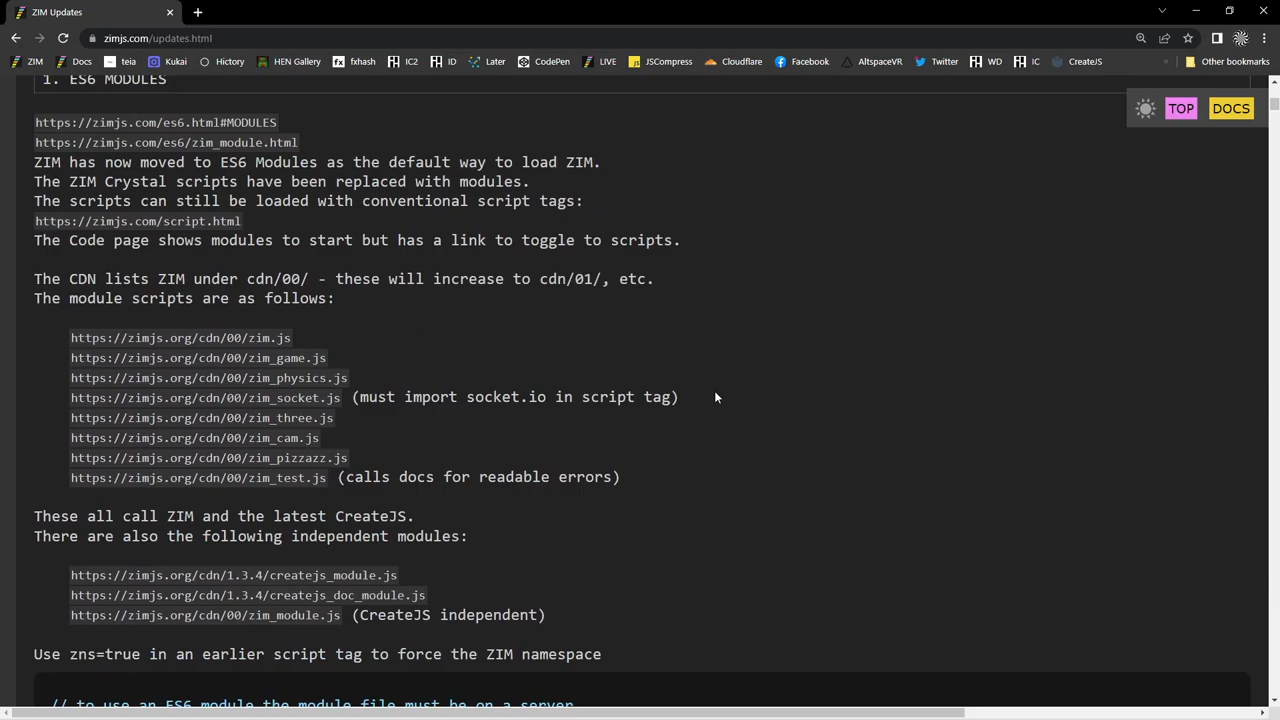 ZIM Updates
zimjs.com/updates.html
ZIM
Docs
teia
Kukai
Hictory
HEN Gallery
fxhash
IC2
ID
Later
CodePen
LIVE
JSCompress
Cloudflare
Facebook
AltspaceVR
Twitter
WD
IC
CreateJS
»
Other bookmarks
1. ES6 MODULES
TOP
DOCS
https://zimjs.com/es6.html#MODULES
https://zimjs.com/es6/zim_module.html
ZIM has now moved to ES6 Modules as the default way to load ZIM.
The ZIM Crystal scripts have been replaced with modules.
The scripts can still be loaded with conventional script tags:
https://zimjs.com/script.html
The Code page shows modules to start but has a link to toggle to scripts.
The CDN lists ZIM under cdn/00/ - these will increase to cdn/01/, etc.
The module scripts are as follows:
https://zimjs.org/cdn/00/zim.js
https://zimjs.org/cdn/00/zim_game.js
https://zimjs.org/cdn/00/zim_physics.js
https://zimjs.org/cdn/00/zim_socket.js (must import socket.io in script tag)
https://zimjs.org/cdn/00/zim_three.js
https://zimjs.org/cdn/00/zim_cam.js
https://zimjs.org/cdn/00/zim_pizzazz.js
https://zimjs.org/cdn/00/zim_test.js (calls docs for readable errors)
These all call ZIM and the latest CreateJS.
There are also the following independent modules:
https://zimjs.org/cdn/1.3.4/createjs_module.js
https://zimjs.org/cdn/1.3.4/createjs_doc_module.js
https://zimjs.org/cdn/00/zim_module.js (CreateJS independent)
Use zns=true in an earlier script tag to force the ZIM namespace
// to use an ES6 module the module file must be on a server